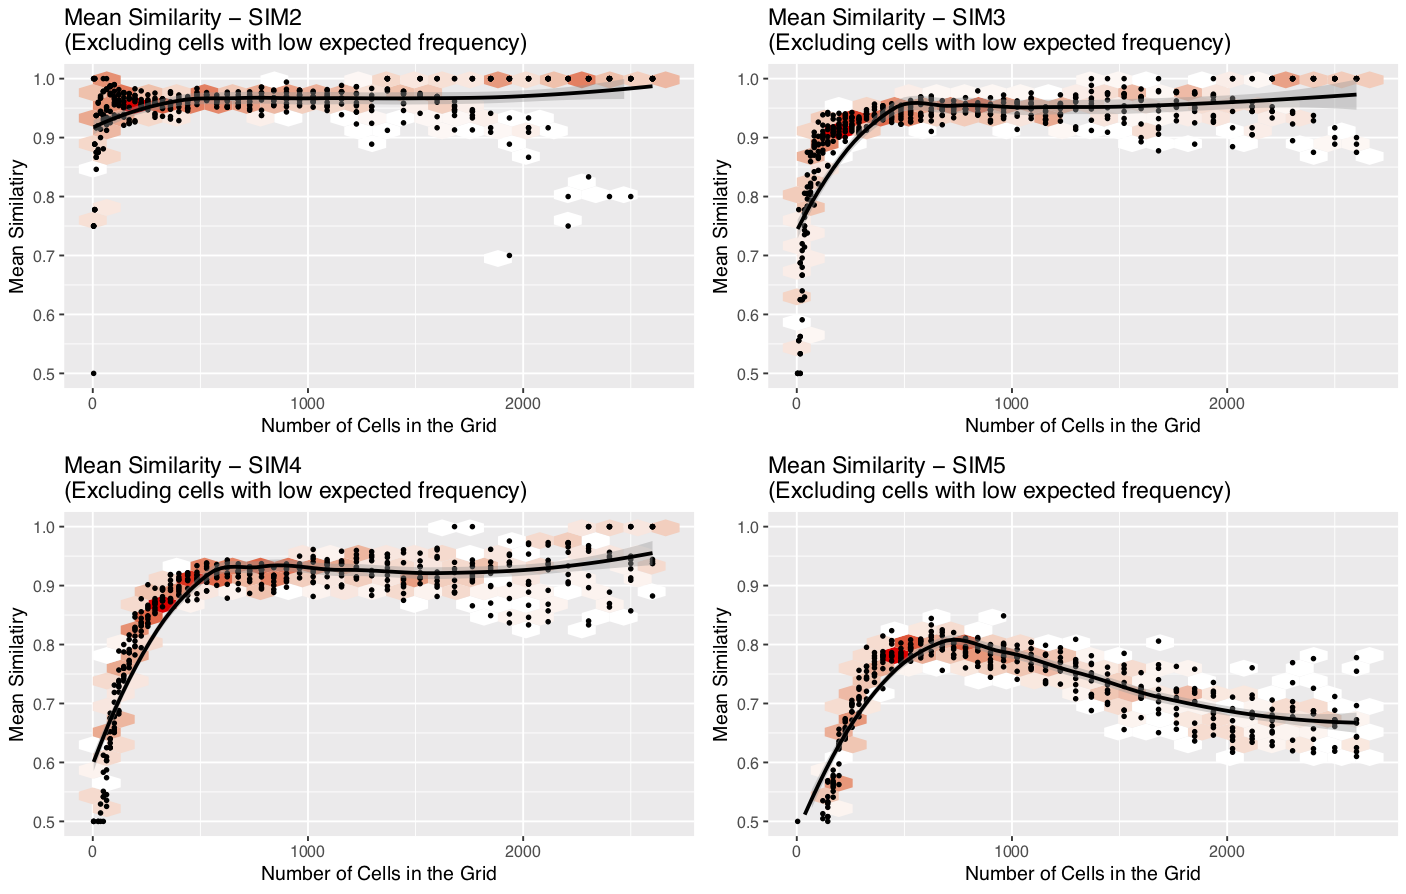 Mean Similarity – SIM2
(Excluding cells with low expected frequency)
1.0
0.9
0.8
0.7
0.6
0.5
Mean Similatiry
0
1000
2000
Number of Cells in the Grid
Mean Similarity – SIM3
(Excluding cells with low expected frequency)
1.0
0.9
0.8
0.7
0.6
0.5
Mean Similatiry
0
1000
2000
Number of Cells in the Grid
Mean Similarity – SIM4
(Excluding cells with low expected frequency)
1.0
0.9
0.8
0.7
0.6
0.5
Mean Similatiry
0
1000
2000
Number of Cells in the Grid
Mean Similarity – SIM5
(Excluding cells with low expected frequency)
1.0
0.9
0.8
0.7
0.6
0.5
Mean Similatiry
0
1000
2000
Number of Cells in the Grid